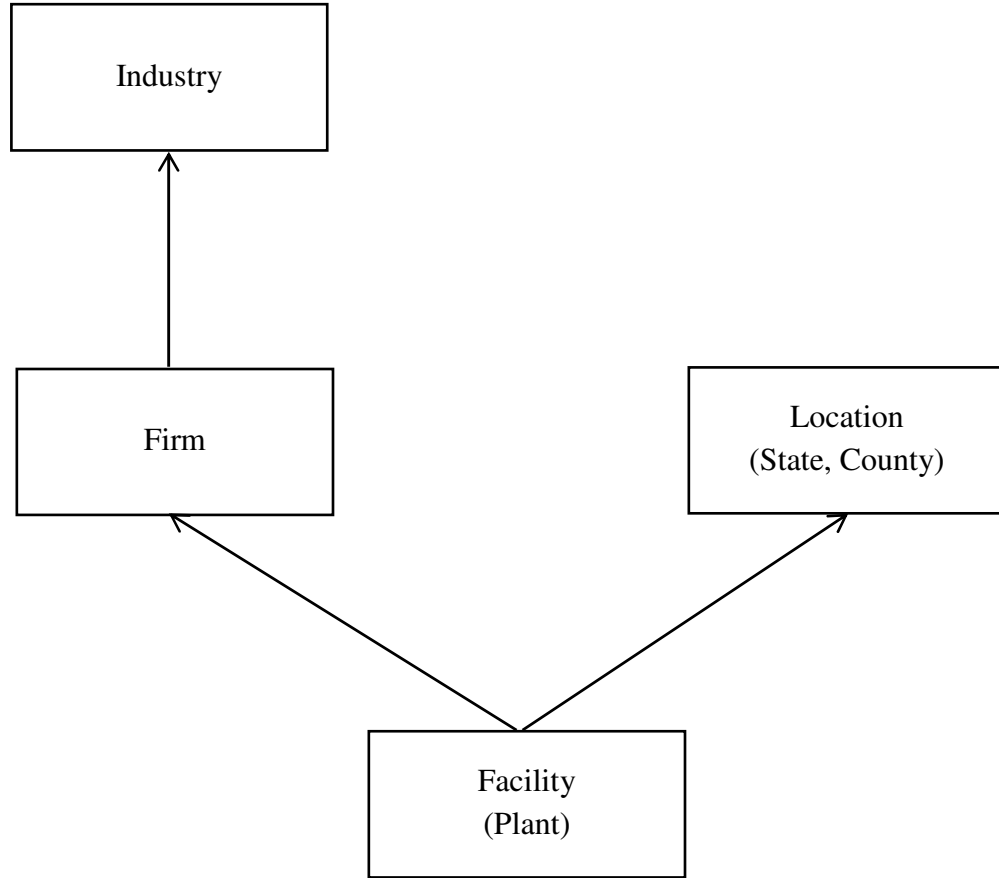 Industry
Firm
Location
(State, County)
Facility
(Plant)